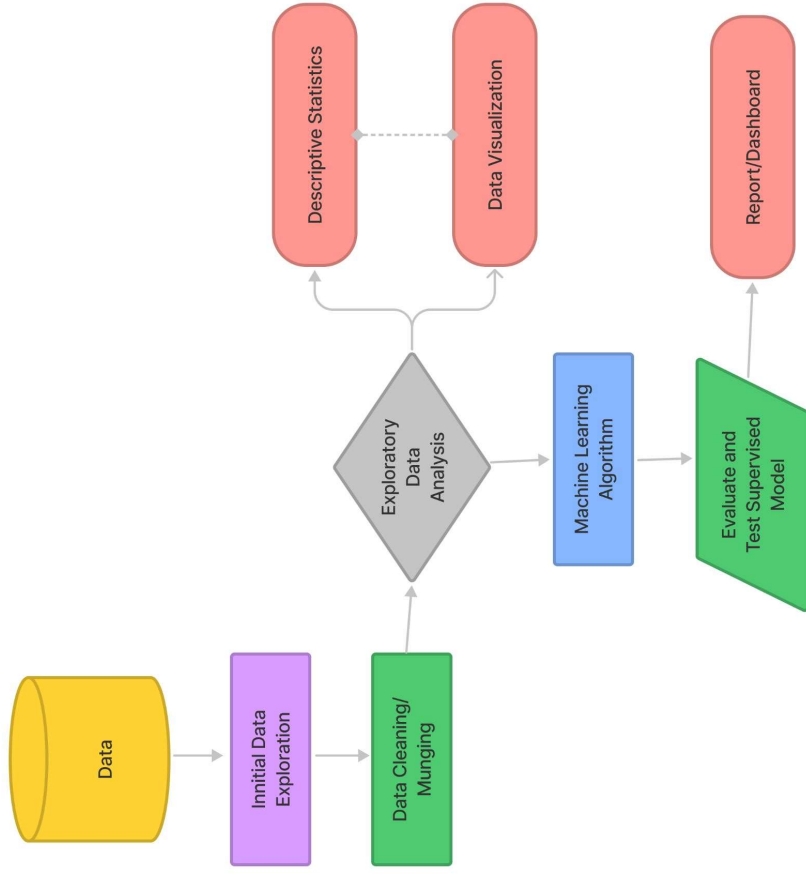 Data
Innitial Data
Exploration
Data Cleaning/
Munging
Exploratory
Data
Analysis
Descriptive Statistics
Data Visualization
Machine Learning
Algorithm
Evaluate and
Test Supervised
Model
Report/Dashboard